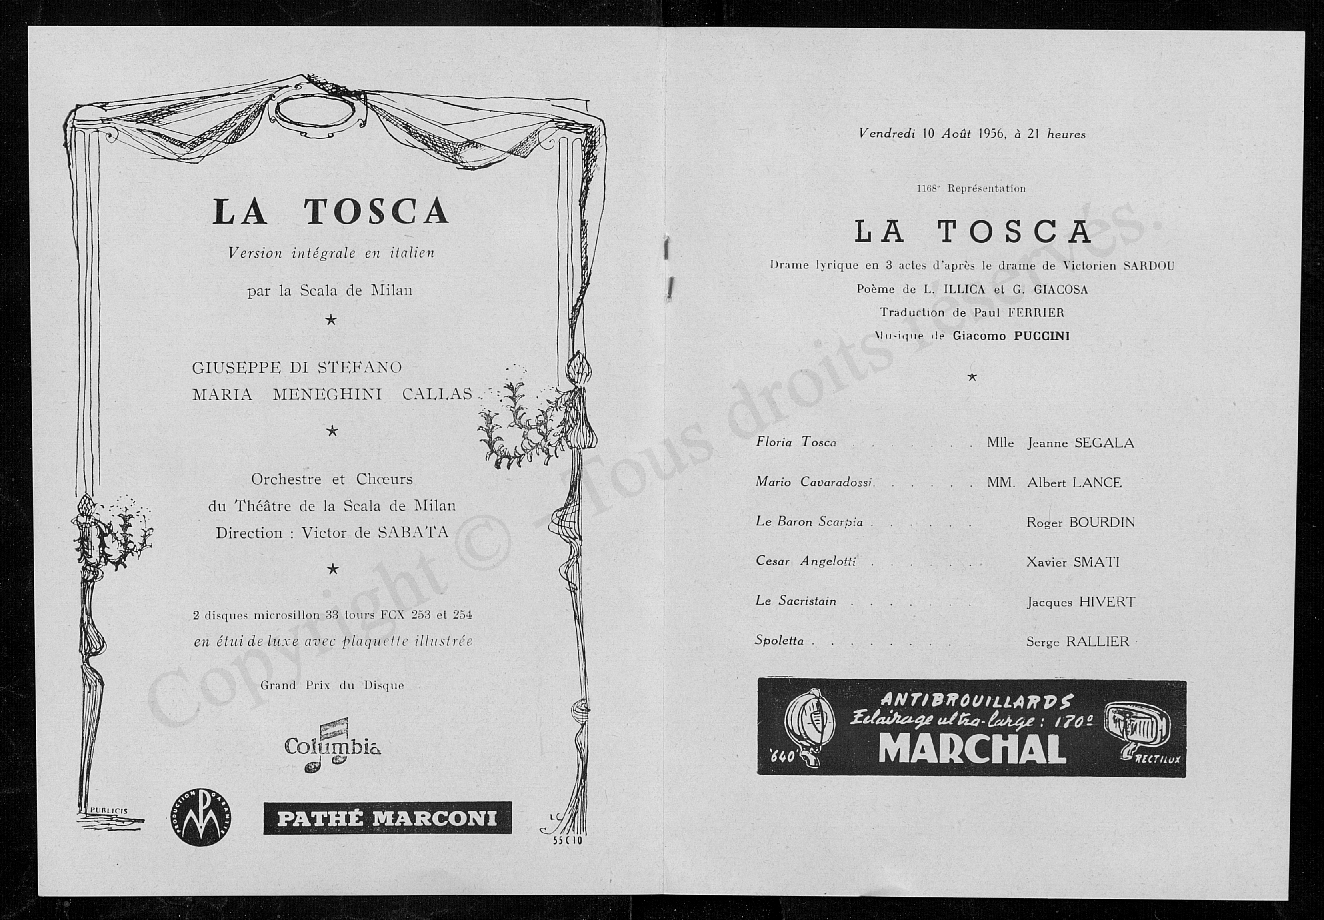 LA TOSCA
Version intégrale en italien
par la Scala de Milan
GIUSEPPE DI STEFANO
MARIA MENEGHINI CALLAS
Orchestre et Chœurs
du Théâtre de la Scala de Milan
Direction : Victor de SABATA
2 disques microsillon 33 tours FCX 253 et 254
en étui de luxe avec plaquette illustrée
Grand Prix du Disque
Columbia
PUBLICIS
PRODUCTION GARANTIE
PM
PATHÉ MARCONI
LC
55C10
Vendredi 10 Août 1956, à 21 heures
1168e Représentation
LA TOSCA
Drame lyrique en 3 actes d'après le drame de Victorien SARDOU
Poème de L. ILLICA et G. GIACOSA
Traduction de Paul FERRIER
Musique de Giacomo PUCCINI
Floria Tosca . . . . . . . Mlle Jeanne SEGALA
Mario Cavaradossi. . . . . . MM. Albert LANCE
Le Baron Scarpia . . . . . . Roger BOURDIN
Cesar Angelotti . . . . . . . Xavier SMATI
Le Sacristain . . . . . . Jacques HIVERT
Spoletta . . . . . . . . Serge RALLIER
ANTIBROUILLARDS
Eclairage ultra-large : 170°
MARCHAL
'640'
RECTILUX
Copyright © - Tous droits réservés.